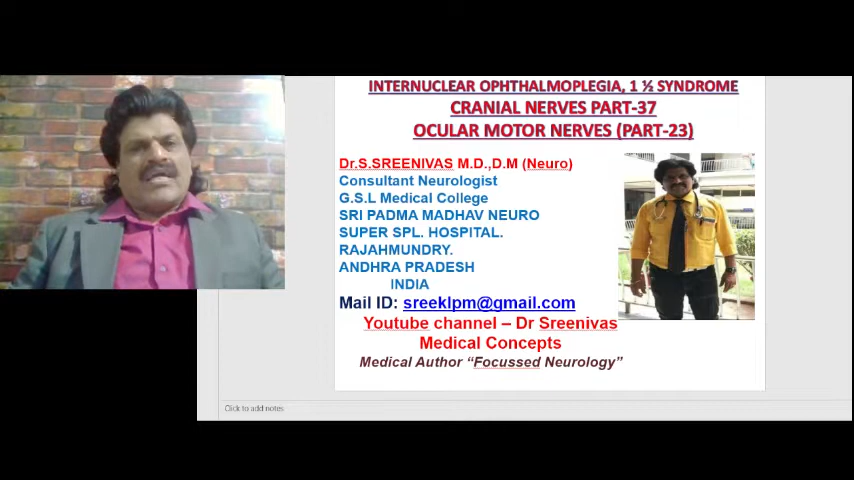 INTERNUCLEAR OPHTHALMOPLEGIA, 1 ½ SYNDROME
CRANIAL NERVES PART-37
OCULAR MOTOR NERVES (PART-23)
Dr.S.SREENIVAS M.D.,D.M (Neuro)
Consultant Neurologist
G.S.L Medical College
SRI PADMA MADHAV NEURO
SUPER SPL. HOSPITAL.
RAJAHMUNDRY.
ANDHRA PRADESH
INDIA
Mail ID: sreeklpm@gmail.com
Youtube channel – Dr Sreenivas
Medical Concepts
Medical Author “Focussed Neurology”
Click to add notes